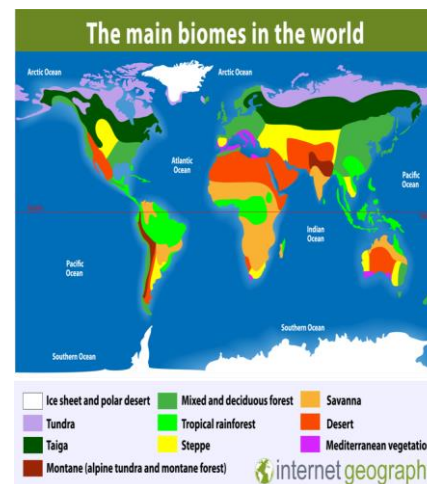 The main biomes in the world
Arctic Ocean
Arctic Ocean
Atlantic
Ocean
Pacific
Ocean
Indian
Ocean
Pacific
Ocean
Southern Ocean
Southern Ocean
Ice sheet and polar desert
Mixed and deciduous forest
Savanna
Tundra
Tropical rainforest
Desert
Taiga
Steppe
Mediterranean vegetatio
Montane (alpine tundra and montane forest)
internet geograph